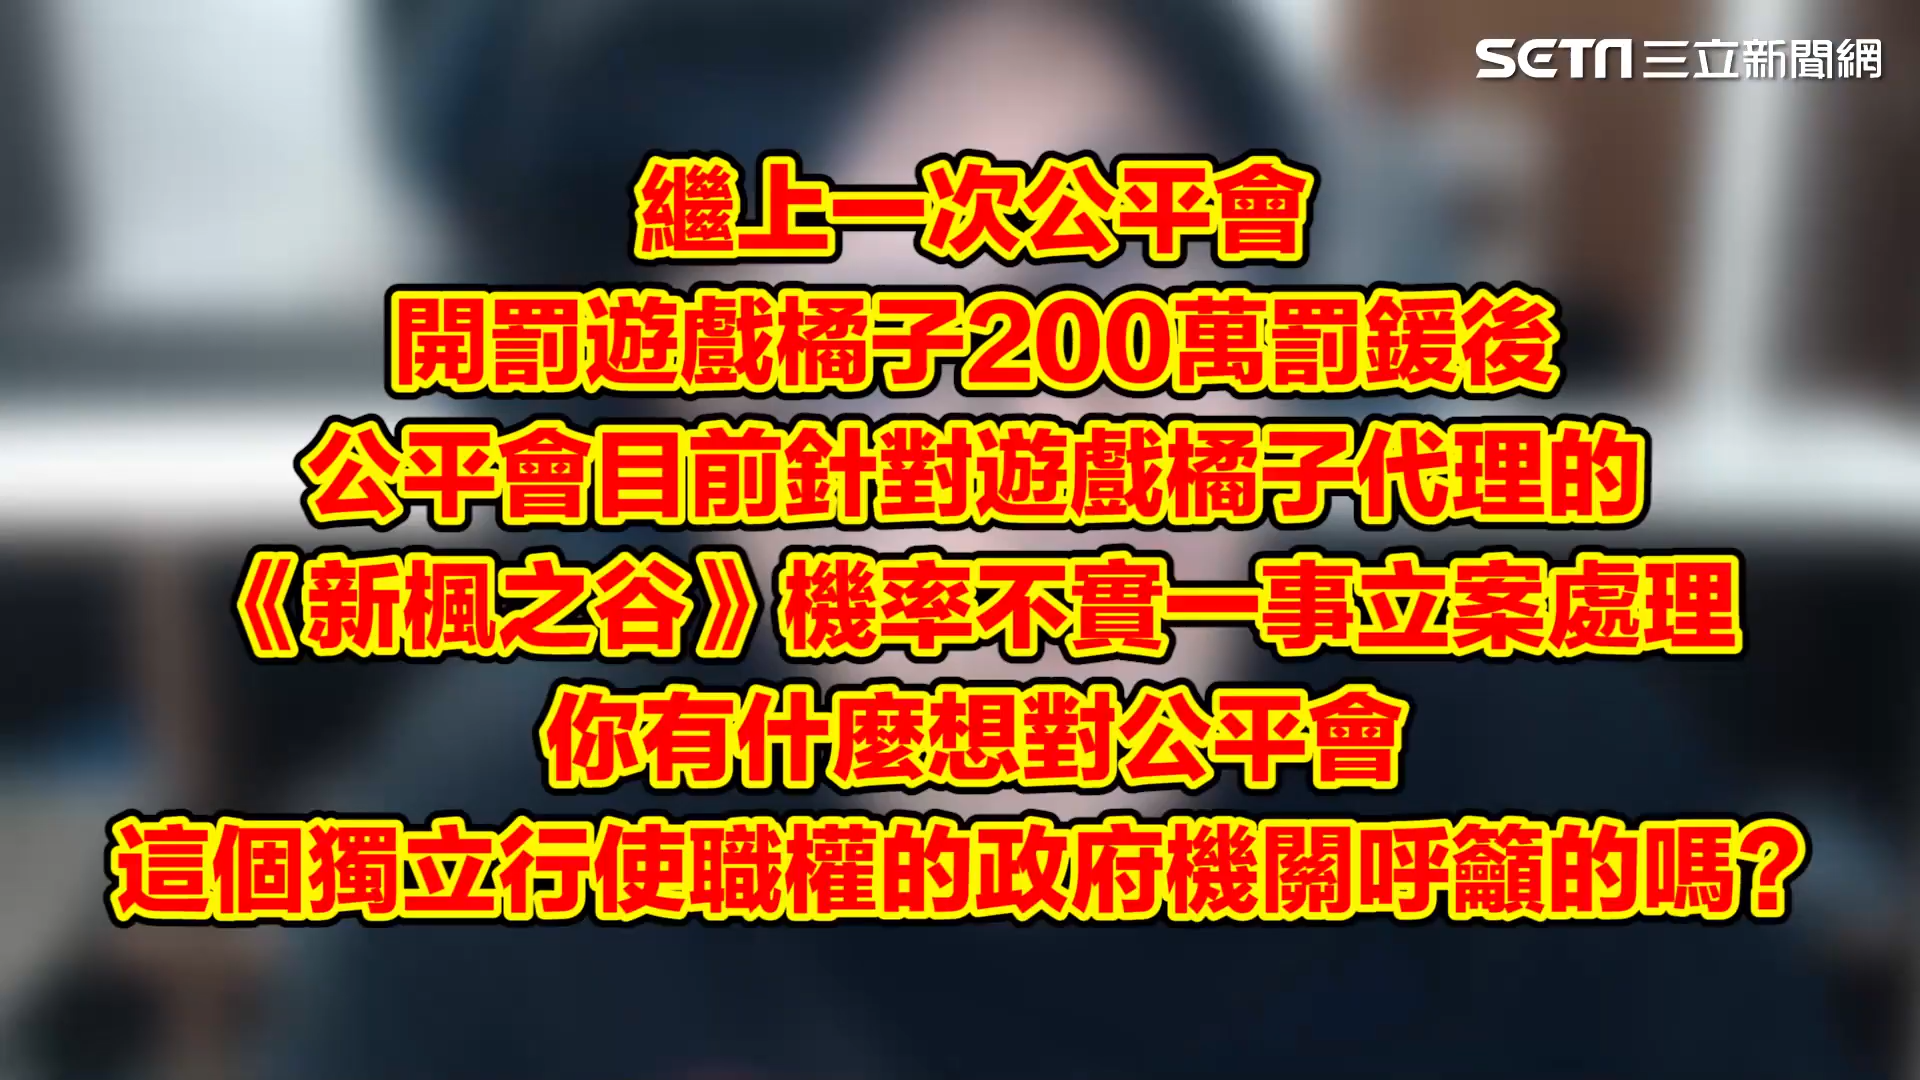 SETN三立新聞網
繼上一次公平會
開罰遊戲橘子200萬罰鍰後
公平會目前針對遊戲橘子代理的
《新楓之谷》機率不實一事立案處理
你有什麼想對公平會
這個獨立行使職權的政府機關呼籲的嗎?